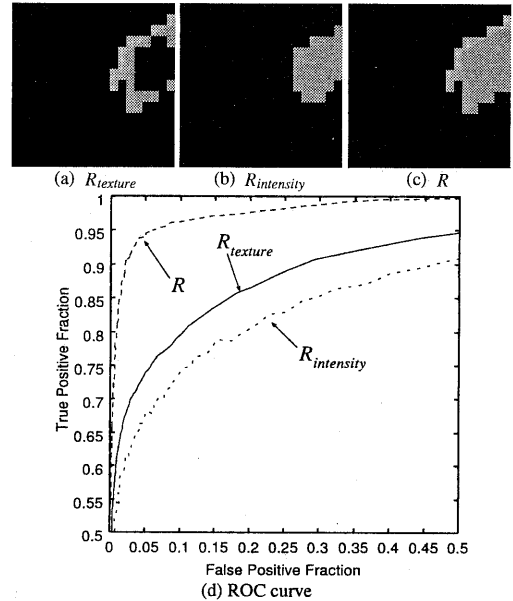 (a) R_texture (b) R_intensity (c) R
1
0.95
0.9
0.85
0.8
0.75
0.7
0.65
0.6
0.55
0.5
True Positive Fraction
R
R_texture
R_intensity
0 0.05 0.1 0.15 0.2 0.25 0.3 0.35 0.4 0.45 0.5
False Positive Fraction
(d) ROC curve